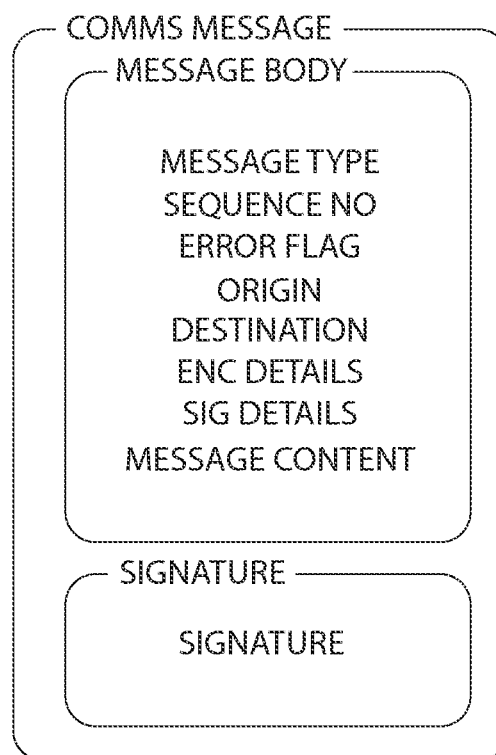 COMMS MESSAGE
MESSAGE BODY
MESSAGE TYPE
SEQUENCE NO
ERROR FLAG
ORIGIN
DESTINATION
ENC DETAILS
SIG DETAILS
MESSAGE CONTENT
SIGNATURE
SIGNATURE